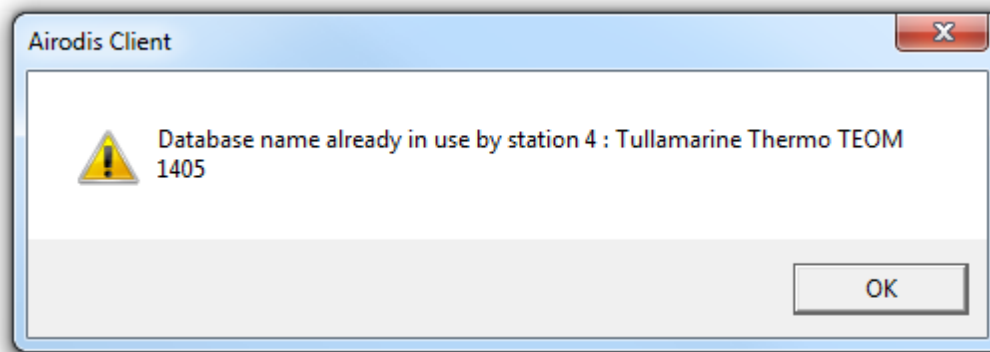 Airodis Client
Database name already in use by station 4 : Tullamarine Thermo TEOM
1405
OK